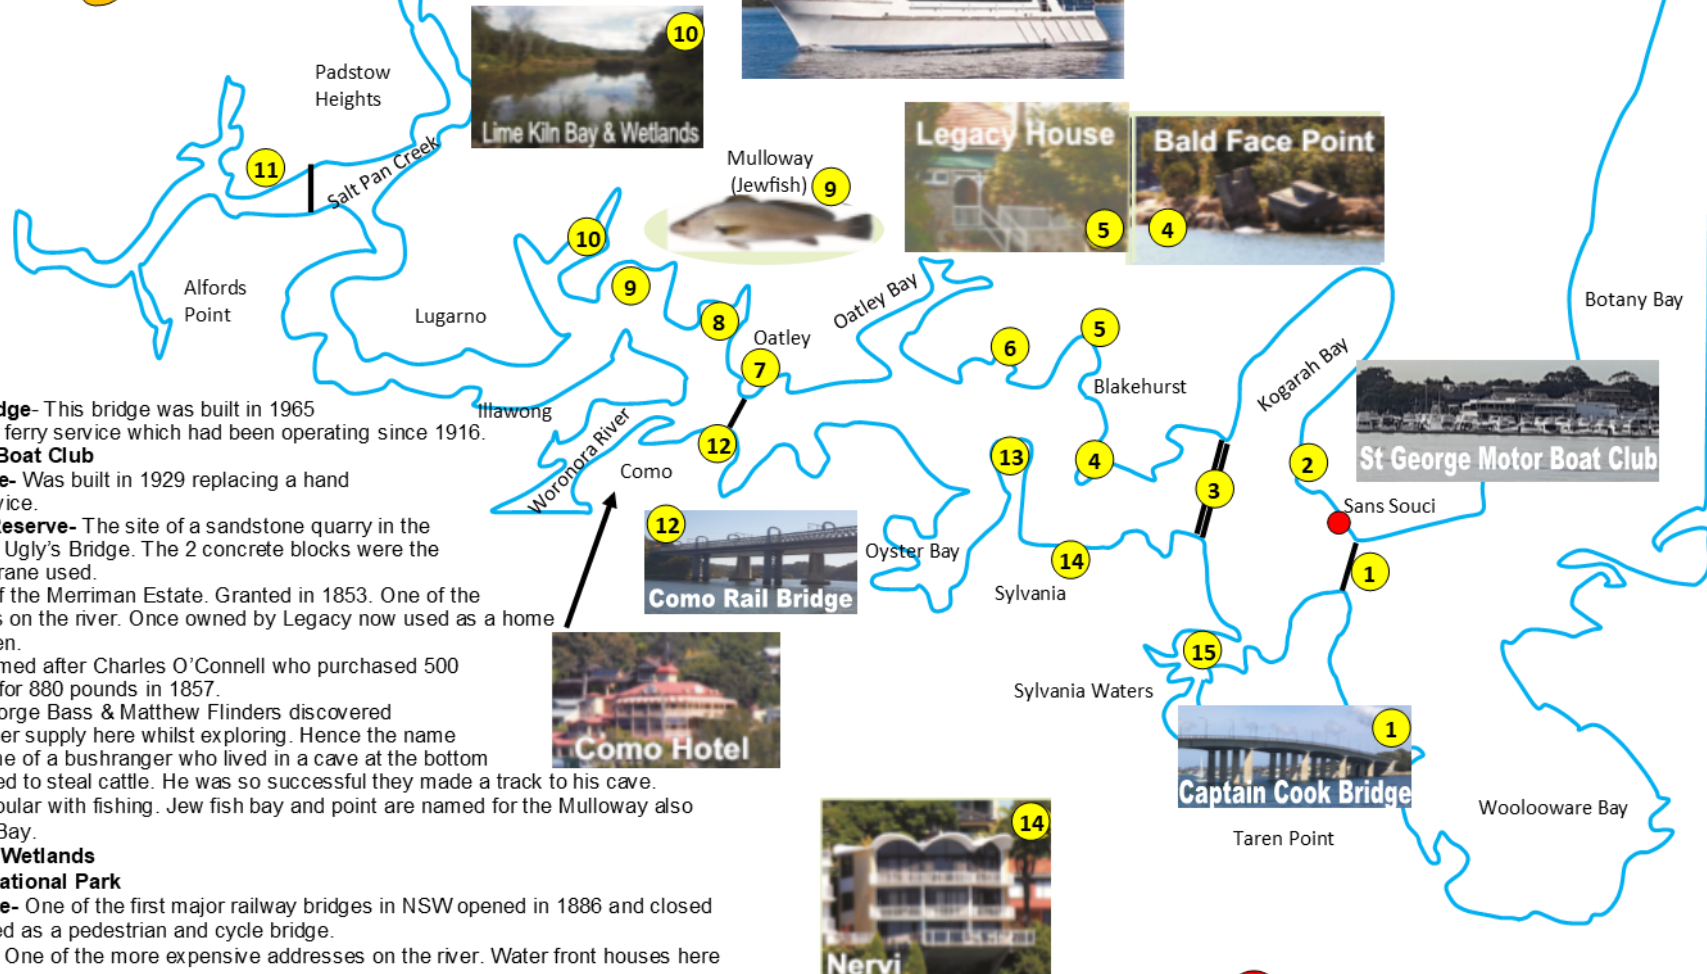 10
Lime Kiln Bay & Wetlands
Padstow
Heights
11
Salt Pan Creek
Mulloway
(Jewfish)
9
Legacy House
5
Bald Face Point
4
10
9
8
Oatley
7
Oatley Bay
6
5
Blakehurst
Kogarah Bay
Botany Bay
Alfords
Point
Lugarno
Illawong
Woronora River
12
Como
13
4
3
2
St George Motor Boat Club
Sans Souci
1
12
Como Rail Bridge
Oyster Bay
14
Sylvania
15
Sylvania Waters
1
Captain Cook Bridge
Taren Point
Woolooware Bay
Como Hotel
14
Nervi
dge- This bridge was built in 1965
ferry service which had been operating since 1916.
Boat Club
e- Was built in 1929 replacing a hand
vice.
Reserve- The site of a sandstone quarry in the
Ugly's Bridge. The 2 concrete blocks were the
rane used.
f the Merriman Estate. Granted in 1853. One of the
s on the river. Once owned by Legacy now used as a home
en.
med after Charles O'Connell who purchased 500
for 880 pounds in 1857.
orge Bass & Matthew Flinders discovered
er supply here whilst exploring. Hence the name
ne of a bushranger who lived in a cave at the bottom
ed to steal cattle. He was so successful they made a track to his cave.
pular with fishing. Jew fish bay and point are named for the Mulloway also
Bay.
Wetlands
ational Park
e- One of the first major railway bridges in NSW opened in 1886 and closed
ed as a pedestrian and cycle bridge.
One of the more expensive addresses on the river. Water front houses here